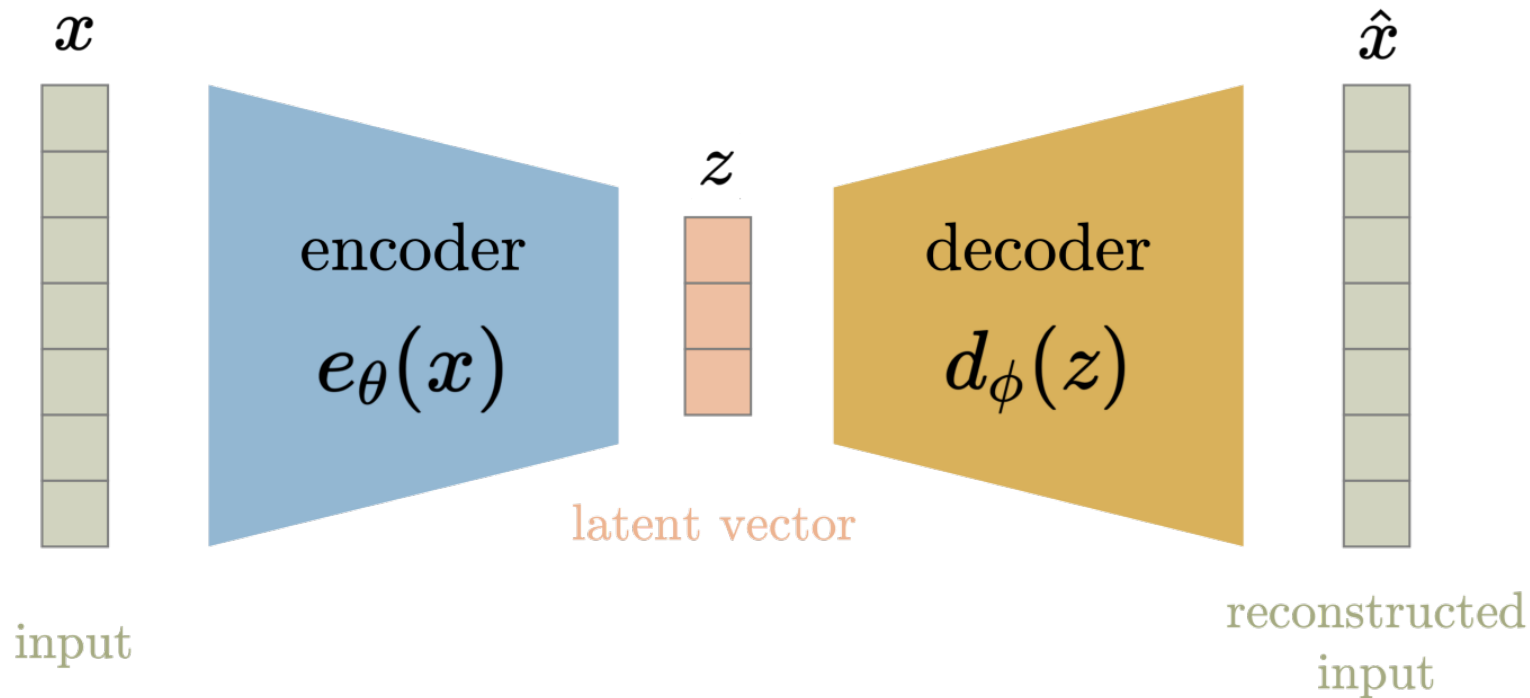 x
x̂
z
encoder
decoder
e_θ(x)
d_ϕ(z)
latent vector
input
reconstructed
input